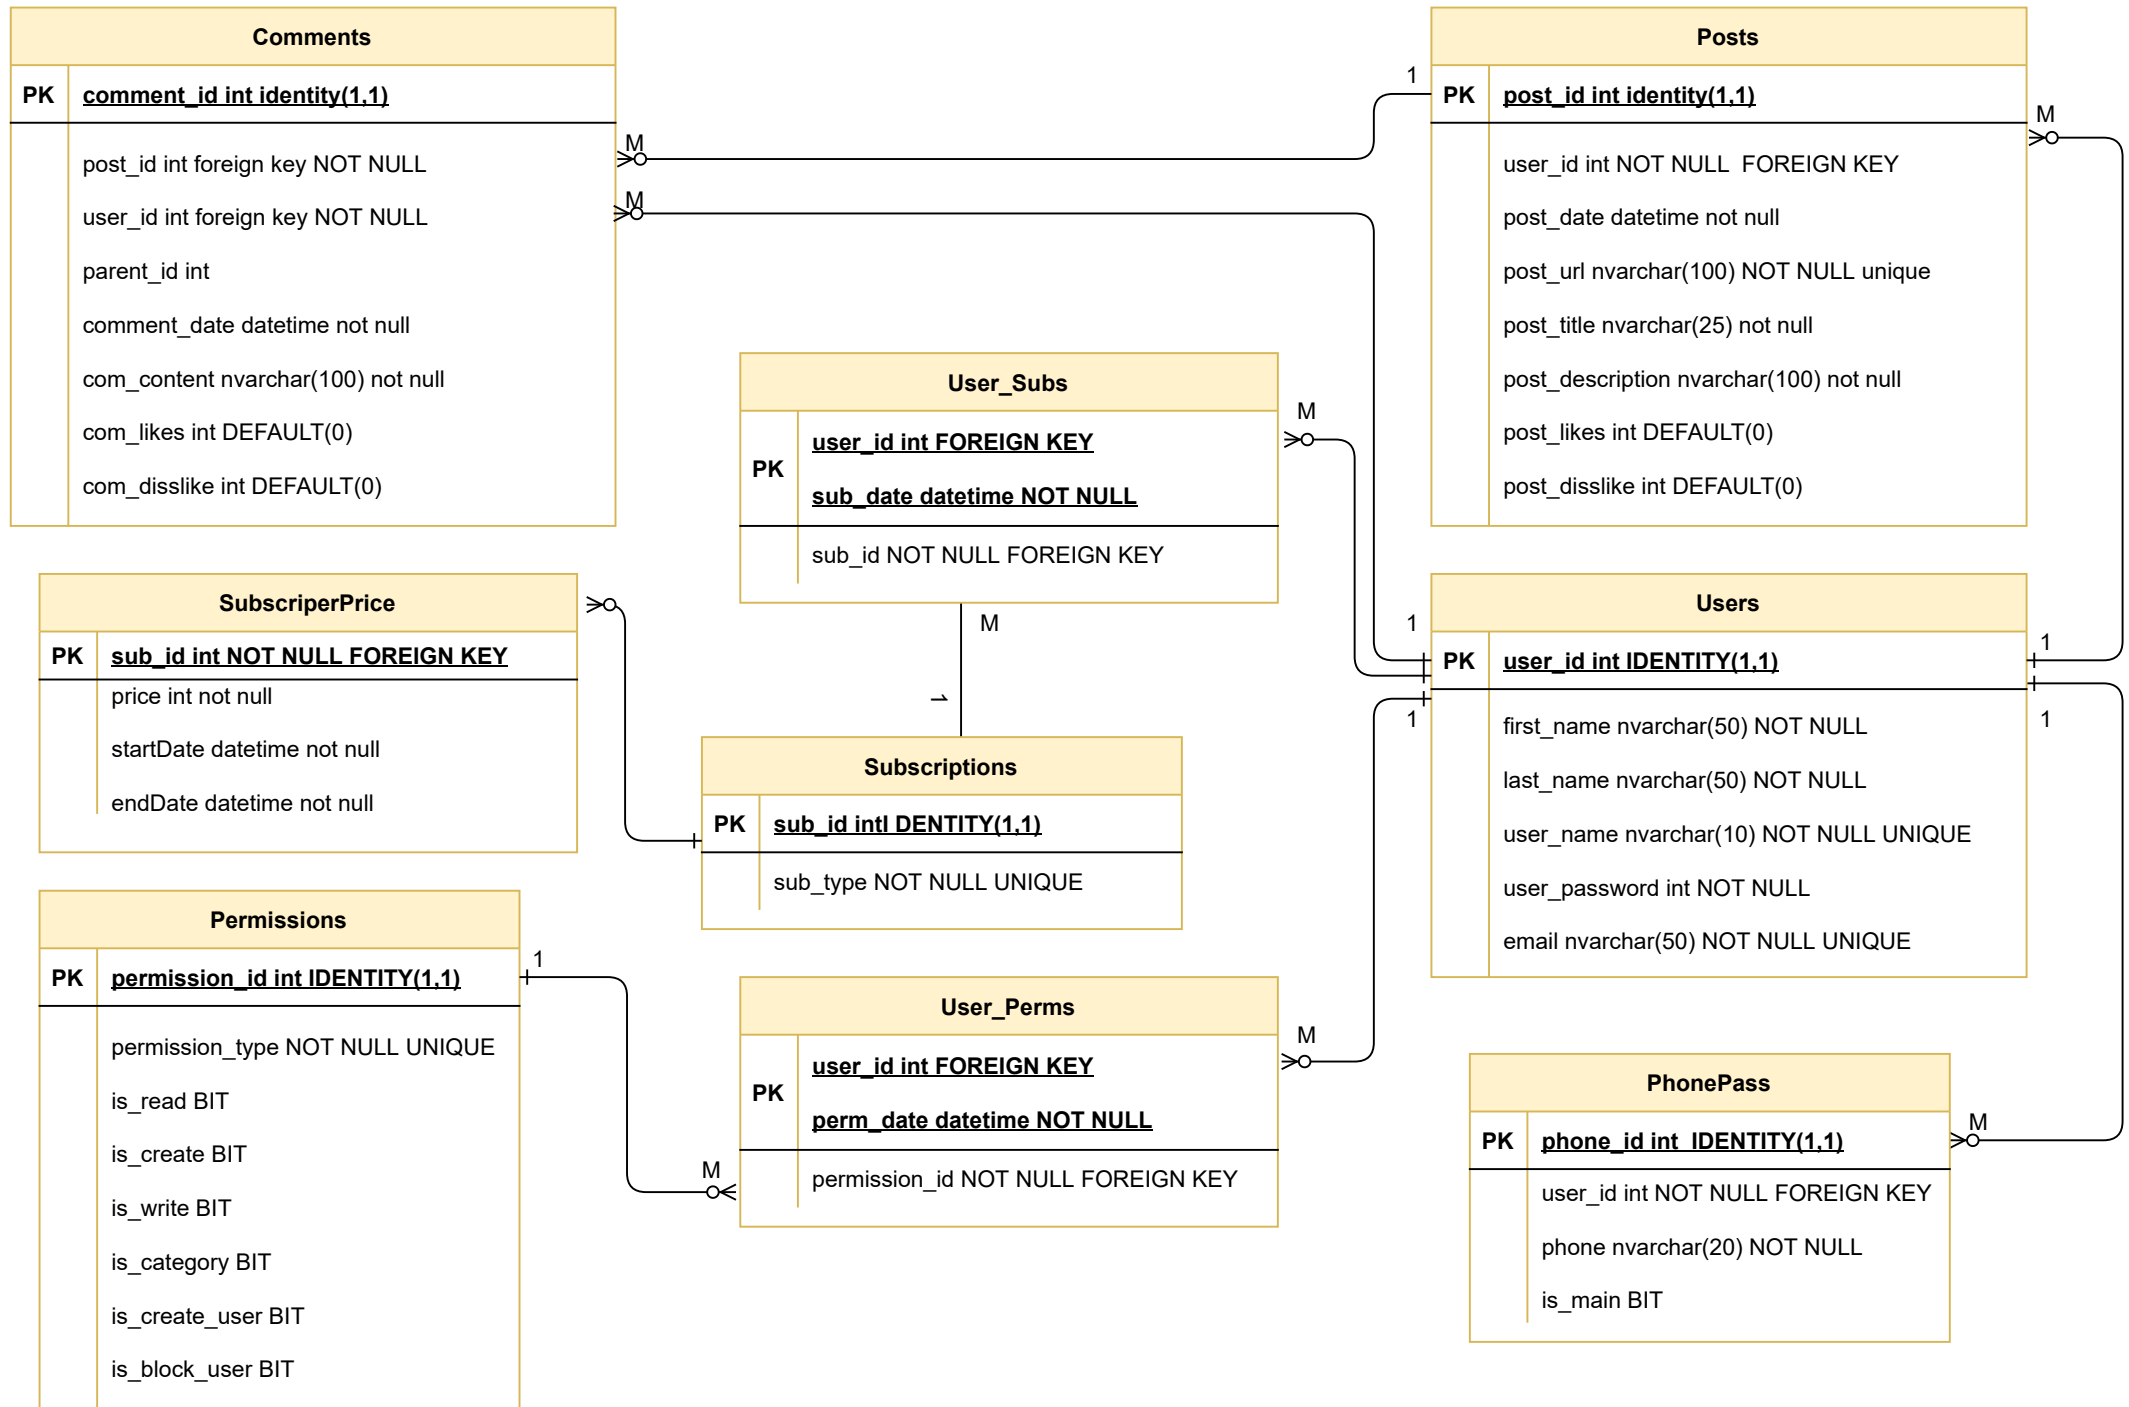 Comments
PK comment_id int identity(1,1)
post_id int foreign key NOT NULL
user_id int foreign key NOT NULL
parent_id int
comment_date datetime not null
com_content nvarchar(100) not null
com_likes int DEFAULT(0)
com_disslike int DEFAULT(0)
M
M
1
Posts
PK post_id int identity(1,1)
user_id int NOT NULL  FOREIGN KEY
post_date datetime not null
post_url nvarchar(100) NOT NULL unique
post_title nvarchar(25) not null
post_description nvarchar(100) not null
post_likes int DEFAULT(0)
post_disslike int DEFAULT(0)
M
User_Subs
PK
user_id int FOREIGN KEY
sub_date datetime NOT NULL
sub_id NOT NULL FOREIGN KEY
M
M
1
SubscriperPrice
PK sub_id int NOT NULL FOREIGN KEY
price int not null
startDate datetime not null
endDate datetime not null
Subscriptions
PK sub_id intI DENTITY(1,1)
sub_type NOT NULL UNIQUE
Users
1
1
PK user_id int IDENTITY(1,1)
1
1
first_name nvarchar(50) NOT NULL
last_name nvarchar(50) NOT NULL
user_name nvarchar(10) NOT NULL UNIQUE
user_password int NOT NULL
email nvarchar(50) NOT NULL UNIQUE
Permissions
PK permission_id int IDENTITY(1,1)
1
permission_type NOT NULL UNIQUE
is_read BIT
is_create BIT
is_write BIT
is_category BIT
is_create_user BIT
is_block_user BIT
User_Perms
PK
user_id int FOREIGN KEY
perm_date datetime NOT NULL
permission_id NOT NULL FOREIGN KEY
M
M
PhonePass
PK phone_id int  IDENTITY(1,1)
M
user_id int NOT NULL FOREIGN KEY
phone nvarchar(20) NOT NULL
is_main BIT